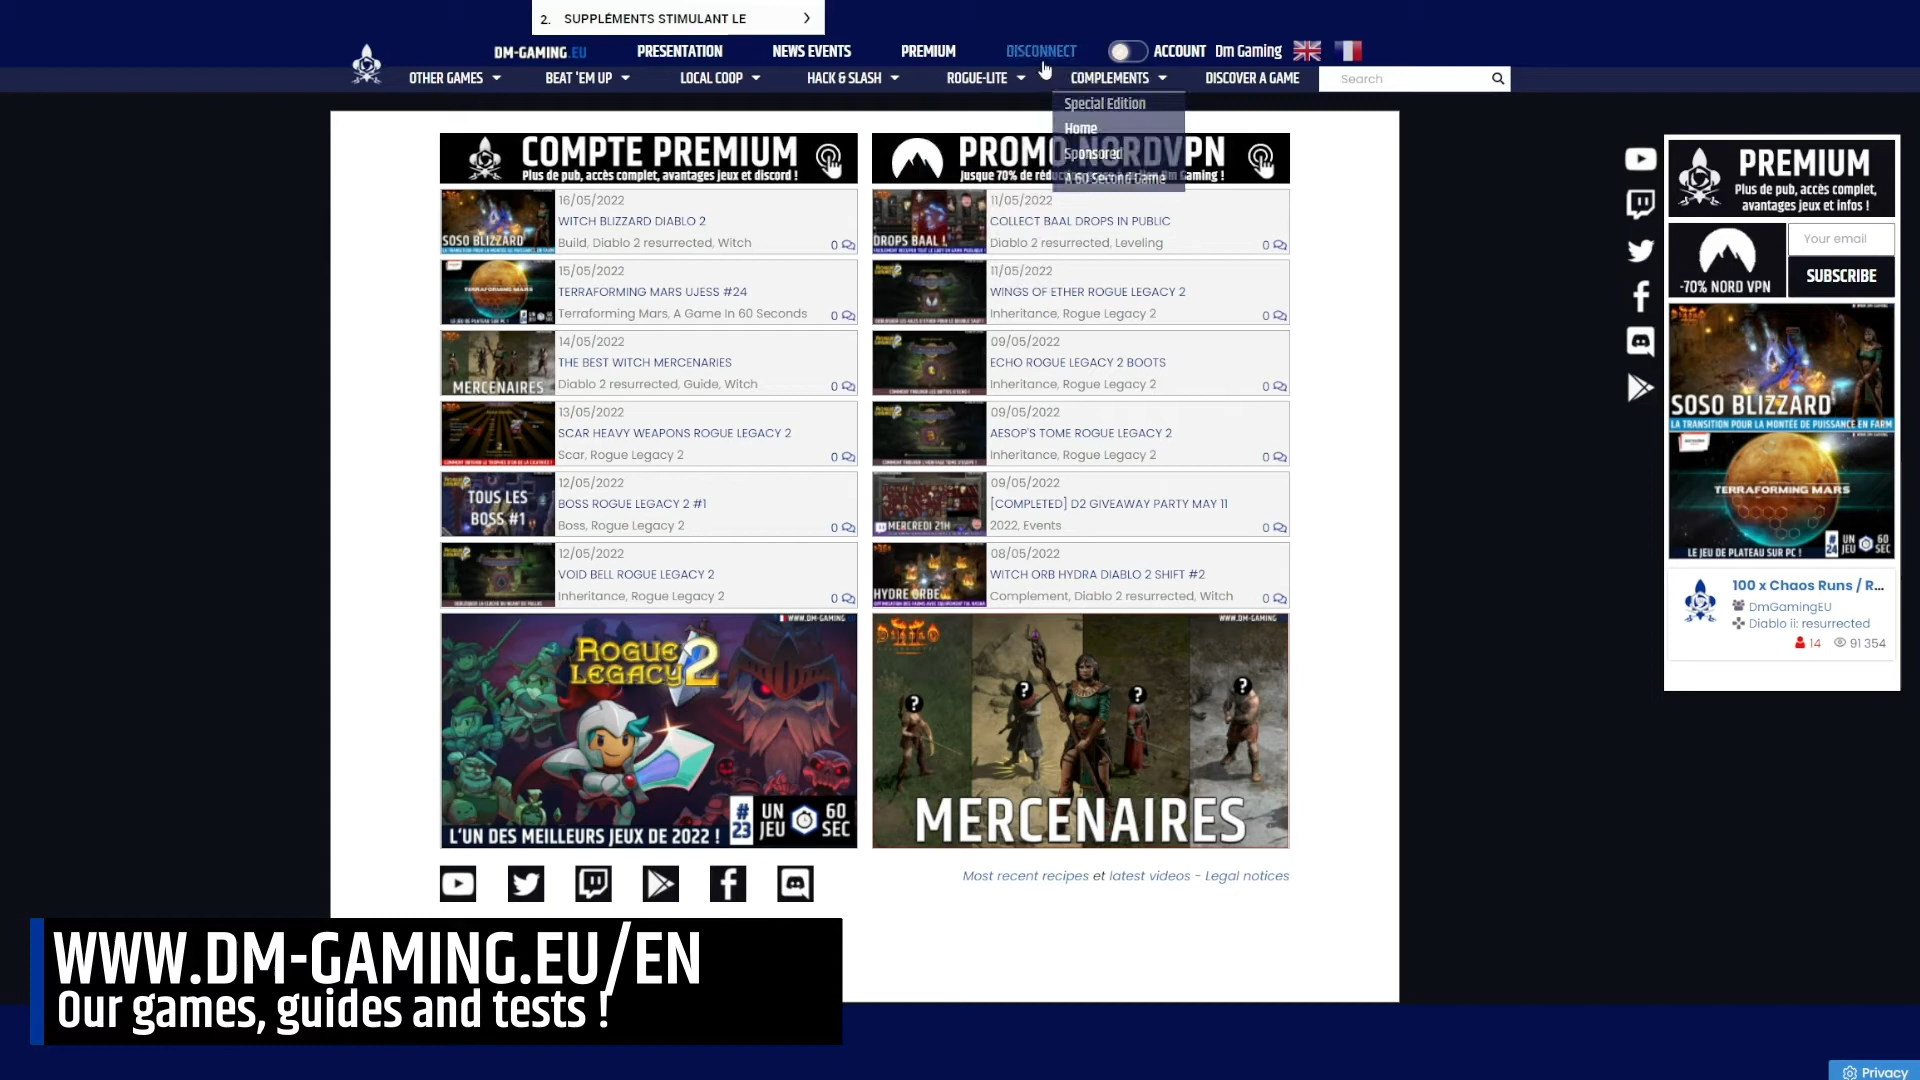 2. SUPPLÉMENTS STIMULANT LE
DM-GAMING.EU PRESENTATION NEWS EVENTS PREMIUM DISCONNECT ACCOUNT Dm Gaming
OTHER GAMES BEAT 'EM UP LOCAL COOP HACK & SLASH ROGUE-LITE COMPLEMENTS DISCOVER A GAME Search
Special Edition
Home
Sponsored
A 60 Second Game
COMPTE PREMIUM
Plus de pub, accès complet, avantages jeux et discord !
PROMO NORDVPN
16/05/2022
WITCH BLIZZARD DIABLO 2
Build, Diablo 2 resurrected, Witch
0
SOSO BLIZZARD
15/05/2022
TERRAFORMING MARS UJESS #24
Terraforming Mars, A Game In 60 Seconds
0
TERRAFORMING MARS
14/05/2022
THE BEST WITCH MERCENARIES
Diablo 2 resurrected, Guide, Witch
0
MERCENAIRES
13/05/2022
SCAR HEAVY WEAPONS ROGUE LEGACY 2
Scar, Rogue Legacy 2
0
12/05/2022
BOSS ROGUE LEGACY 2 #1
Boss, Rogue Legacy 2
0
TOUS LES
BOSS #1
12/05/2022
VOID BELL ROGUE LEGACY 2
Inheritance, Rogue Legacy 2
0
11/05/2022
COLLECT BAAL DROPS IN PUBLIC
Diablo 2 resurrected, Leveling
0
DROPS BAAL !
11/05/2022
WINGS OF ETHER ROGUE LEGACY 2
Inheritance, Rogue Legacy 2
0
09/05/2022
ECHO ROGUE LEGACY 2 BOOTS
Inheritance, Rogue Legacy 2
0
09/05/2022
AESOP'S TOME ROGUE LEGACY 2
Inheritance, Rogue Legacy 2
0
09/05/2022
[COMPLETED] D2 GIVEAWAY PARTY MAY 11
2022, Events
0
MERCREDI 21H
08/05/2022
WITCH ORB HYDRA DIABLO 2 SHIFT #2
Complement, Diablo 2 resurrected, Witch
0
HYDRE ORBE
WWW.DM-GAMING
ROGUE
LEGACY 2
L'UN DES MEILLEURS JEUX DE 2022 !
# 23
UN JEU
60 SEC
WWW.DM-GAMING
DIABLO
? ? ? ?
MERCENAIRES
Most recent recipes et latest videos - Legal notices
PREMIUM
Plus de pub, accès complet,
avantages jeux et infos !
-70% NORD VPN
Your email
SUBSCRIBE
SOSO BLIZZARD
LA TRANSITION POUR LA MONTÉE DE PUISSANCE EN FARM
TERRAFORMING MARS
LE JEU DE PLATEAU SUR PC !
# 24
UN JEU
60 SEC
100 x Chaos Runs / R...
DmGamingEU
Diablo ii: resurrected
14 91 354
WWW.DM-GAMING.EU/EN
Our games, guides and tests !
Privacy